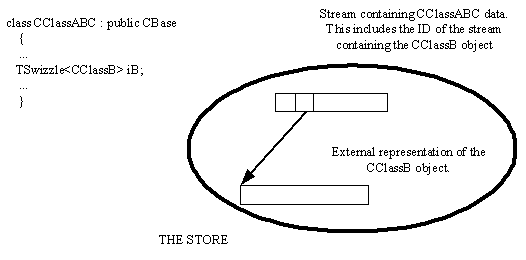 class CClassABC : public CBase
{
...
TSwizzle<CClassB> iB;
...
}
Stream containing CClassABC data.
This includes the ID of the stream
containing the CClassB object
External representation of the
CClassB object.
THE STORE